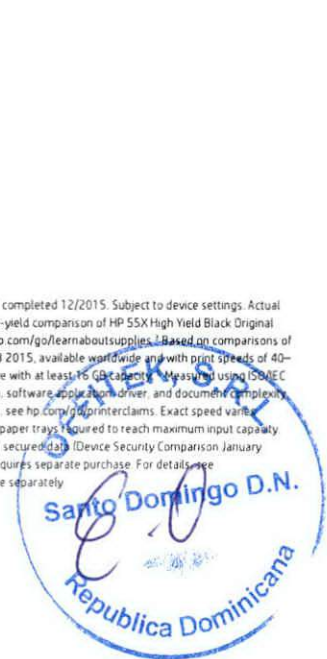 completed 12/2015. Subject to device settings. Actual
-yield comparison of HP 55X High Yield Black Original
p.com/go/learnaboutsupplies. Based on comparisons of
3 2015, available worldwide and with print speeds of 40–
e with at least 16 GB capacity. Measured using ISO/IEC
, software application, driver, and document complexity.
, see hp.com/go/printerclaims. Exact speed varies
paper trays required to reach maximum input capacity
secured data (Device Security Comparison January
quires separate purchase. For details, see
e separately
S.R.L
Santo Domingo D.N.
Republica Dominicana